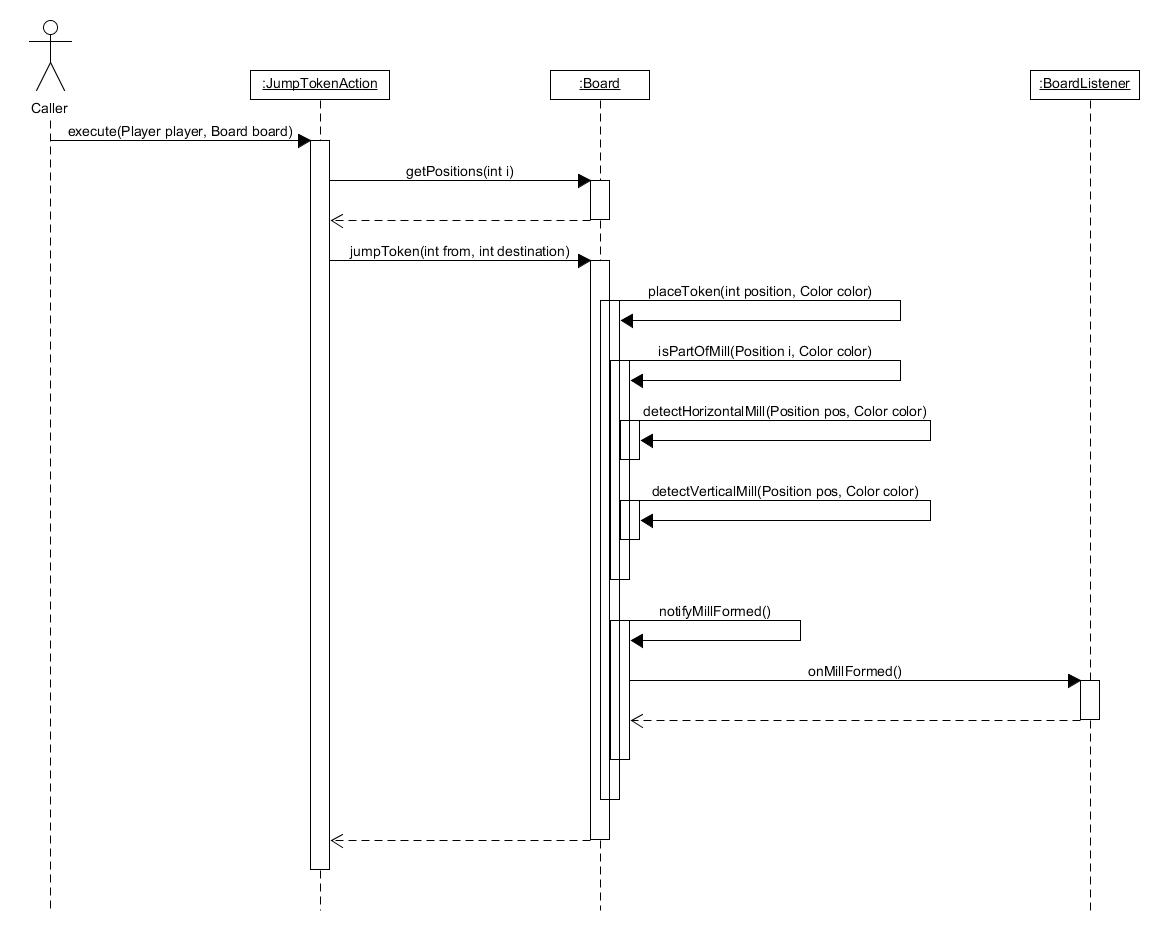 Caller
:JumpTokenAction
:Board
:BoardListener
execute(Player player, Board board)
getPositions(int i)
jumpToken(int from, int destination)
placeToken(int position, Color color)
isPartOfMill(Position i, Color color)
detectHorizontalMill(Position pos, Color color)
detectVerticalMill(Position pos, Color color)
notifyMillFormed()
onMillFormed()